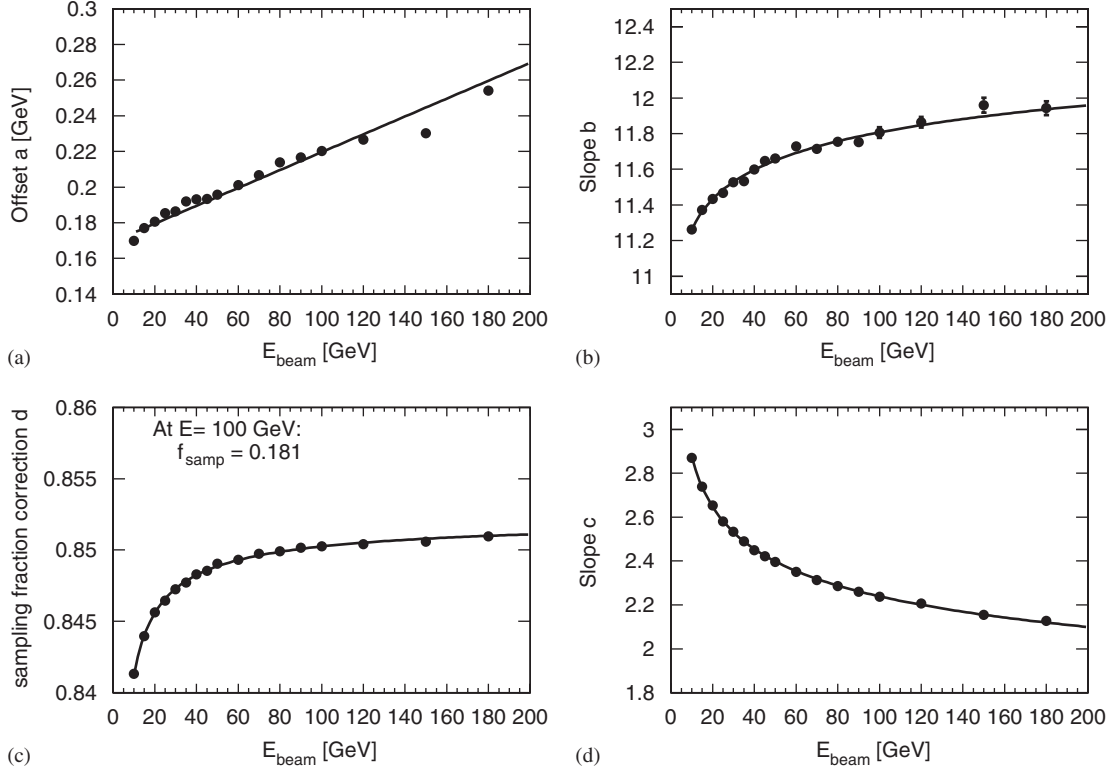 0.3
0.28
0.26
0.24
0.22
0.2
0.18
0.16
0.14
Offset a [GeV]
0 20 40 60 80 100 120 140 160 180 200
E_beam [GeV]
(a)
12.4
12.2
12
11.8
11.6
11.4
11.2
11
Slope b
0 20 40 60 80 100 120 140 160 180 200
E_beam [GeV]
(b)
0.86
0.855
0.85
0.845
0.84
sampling fraction correction d
At E= 100 GeV:
f_samp = 0.181
0 20 40 60 80 100 120 140 160 180 200
E_beam [GeV]
(c)
3
2.8
2.6
2.4
2.2
2
1.8
Slope c
0 20 40 60 80 100 120 140 160 180 200
E_beam [GeV]
(d)